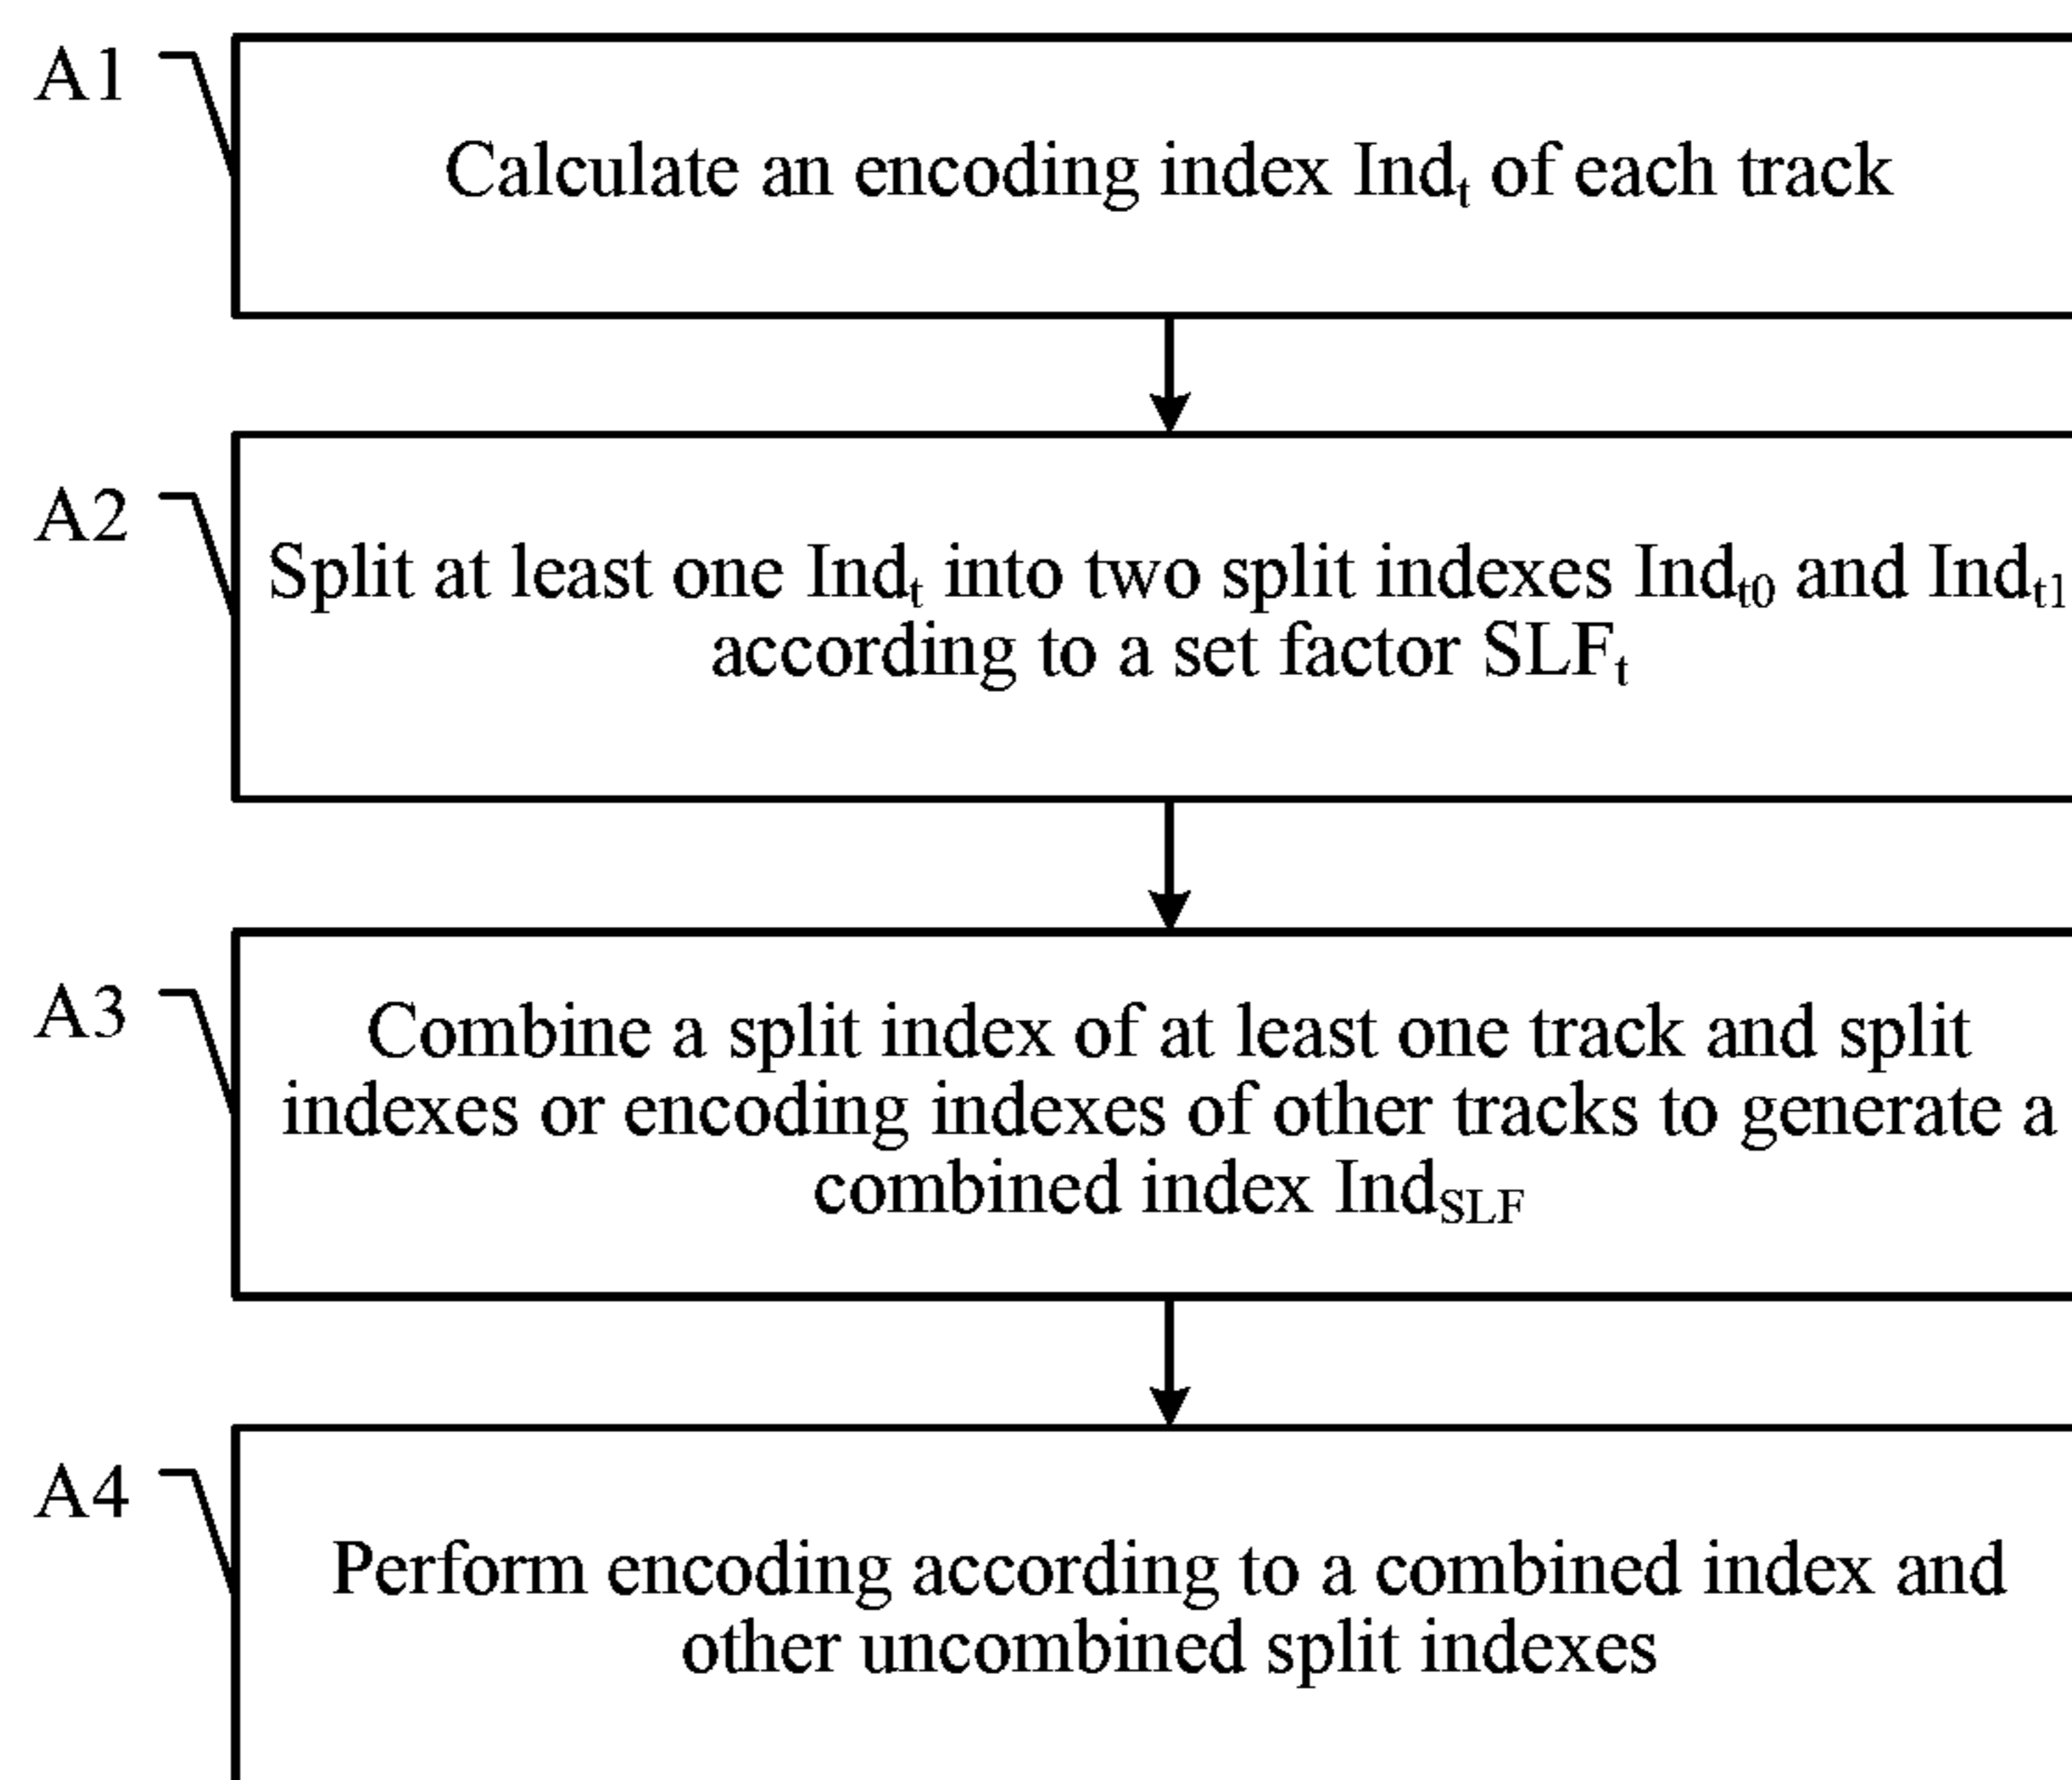 A1
Calculate an encoding index Indt of each track
A2
Split at least one Indt into two split indexes Indt0 and Indt1
according to a set factor SLFt
A3
Combine a split index of at least one track and split
indexes or encoding indexes of other tracks to generate a
combined index IndSLF
A4
Perform encoding according to a combined index and
other uncombined split indexes